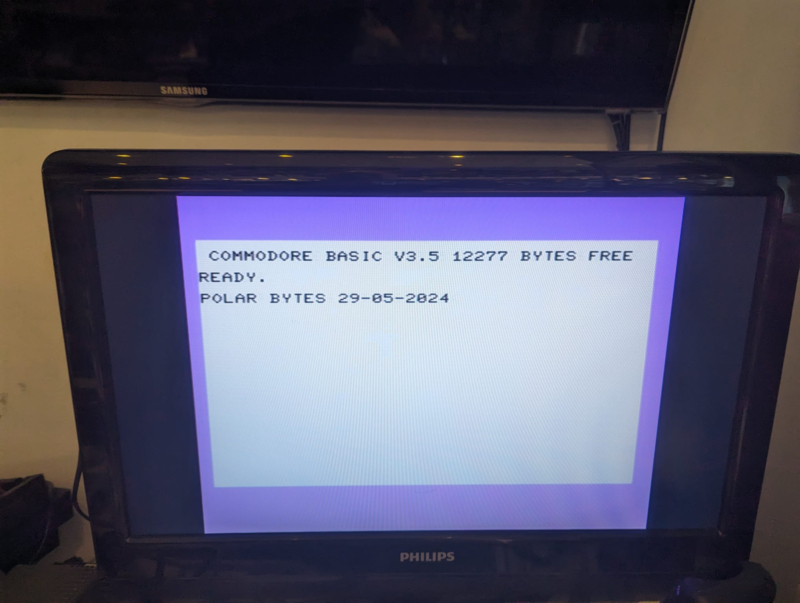 SAMSUNG
COMMODORE BASIC V3.5 12277 BYTES FREE
READY.
POLAR BYTES 29-05-2024
PHILIPS